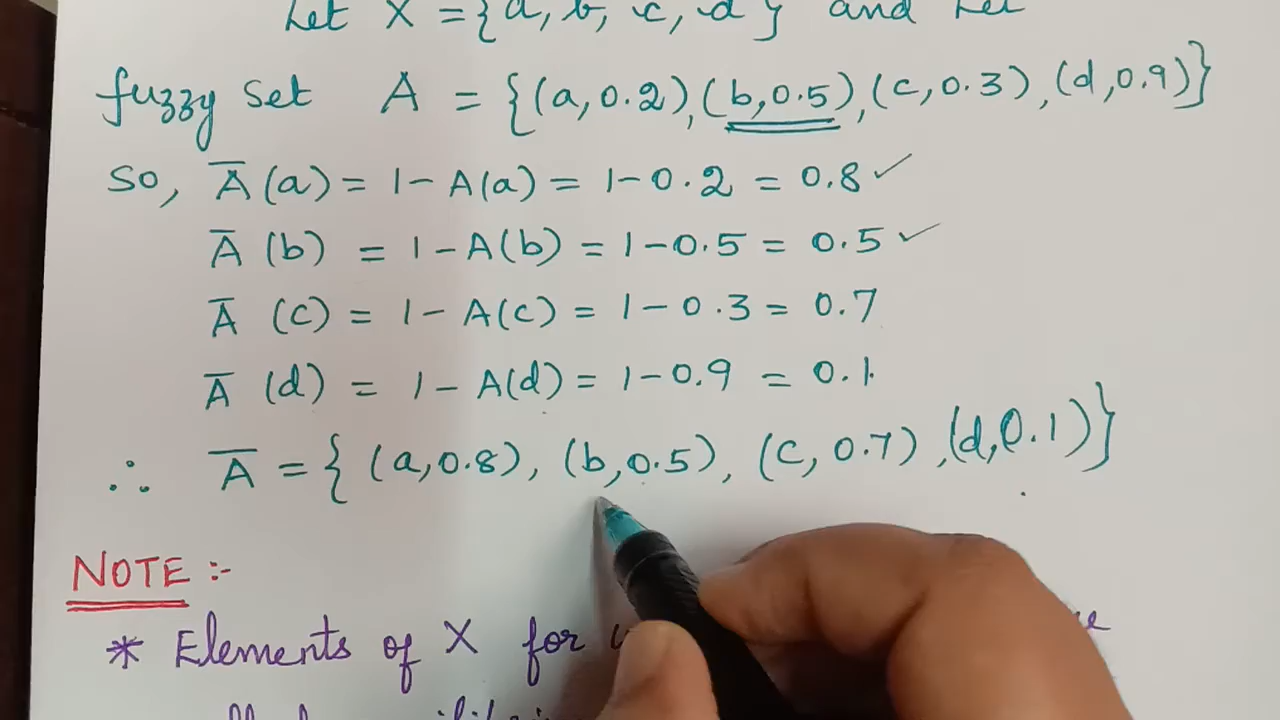 Let X = {a, b, c, d} and Let
fuzzy set A = {(a, 0.2), (b, 0.5), (c, 0.3), (d, 0.9)}
So, A̅(a) = 1 - A(a) = 1 - 0.2 = 0.8 ✓
A̅(b) = 1 - A(b) = 1 - 0.5 = 0.5 ✓
A̅(c) = 1 - A(c) = 1 - 0.3 = 0.7
A̅(d) = 1 - A(d) = 1 - 0.9 = 0.1
∴ A̅ = {(a, 0.8), (b, 0.5), (c, 0.7), (d, 0.1)}
NOTE :-
* Elements of X for